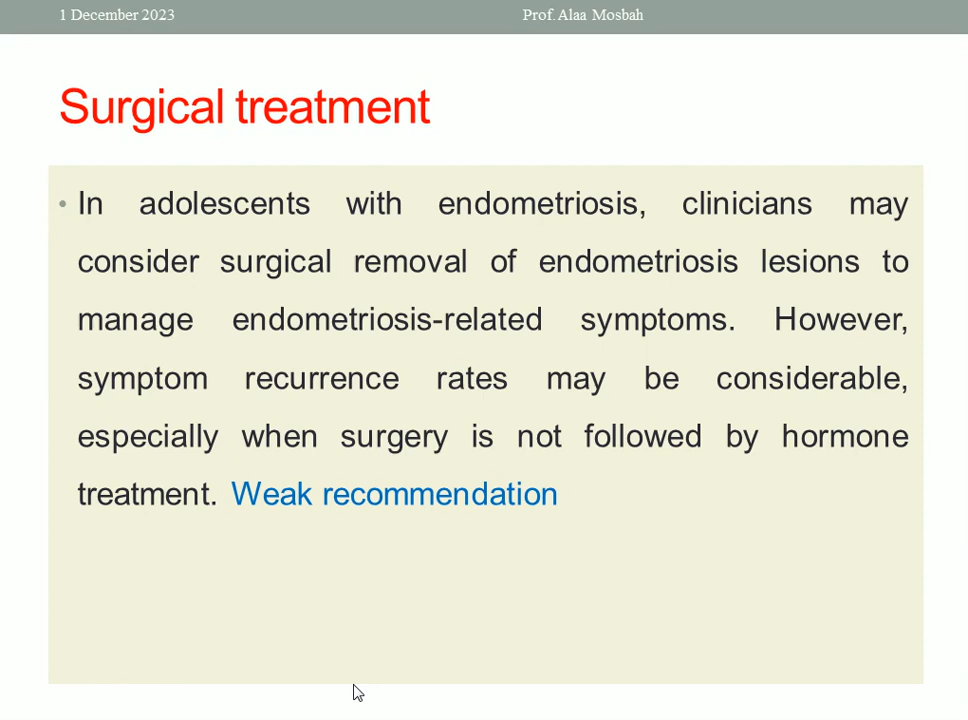 1 December 2023
Prof. Alaa Mosbah
Surgical treatment
• In adolescents with endometriosis, clinicians may
consider surgical removal of endometriosis lesions to
manage endometriosis-related symptoms. However,
symptom recurrence rates may be considerable,
especially when surgery is not followed by hormone
treatment. Weak recommendation